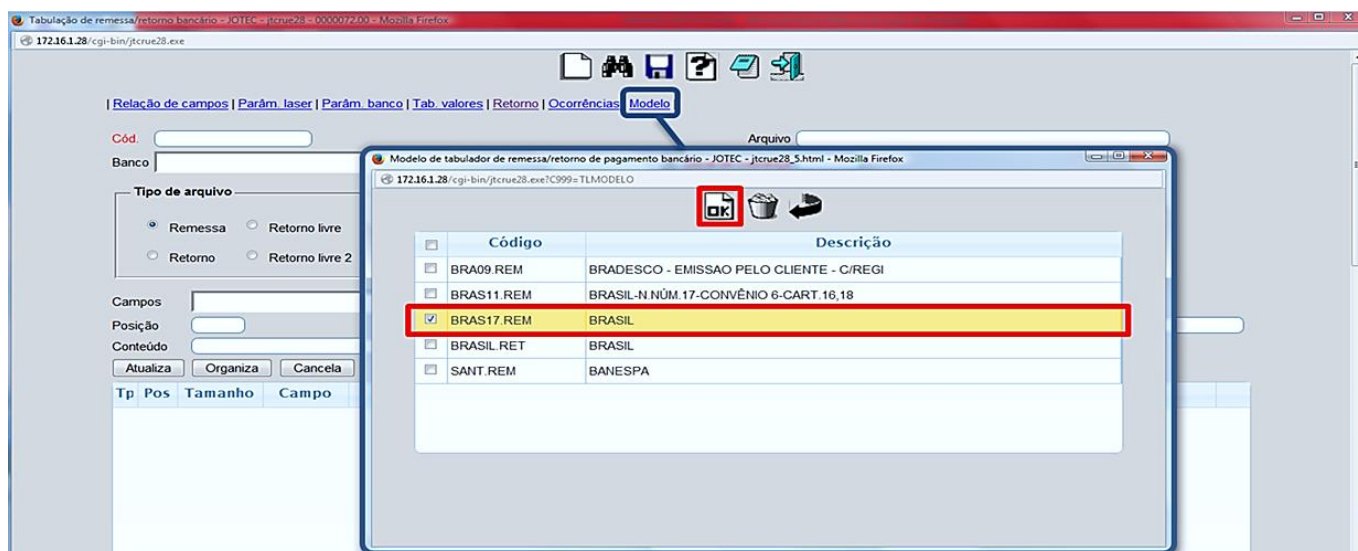 Tabulação de remessa/retorno bancário - JOTEC - jtcrue28 - 0000072.00 - Mozilla Firefox
172.16.1.28/cgi-bin/jtcrue28.exe
| Relação de campos | Parâm. laser | Parâm. banco | Tab. valores | Retorno | Ocorrências | Modelo
Cód.
Arquivo
Banco
Modelo de tabulador de remessa/retorno de pagamento bancário - JOTEC - jtcrue28_5.html - Mozilla Firefox
172.16.1.28/cgi-bin/jtcrue28.exe?C999=TLMODELO
Tipo de arquivo
OK
Remessa Retorno livre
Retorno Retorno livre 2
Código Descrição
BRA09.REM BRADESCO - EMISSAO PELO CLIENTE - C/REGI
BRAS11.REM BRASIL-N.NÚM.17-CONVÊNIO 6-CART.16,18
BRAS17.REM BRASIL
BRASIL.RET BRASIL
SANT.REM BANESPA
Campos
Posição
Conteúdo
Atualiza Organiza Cancela
Tp Pos Tamanho Campo